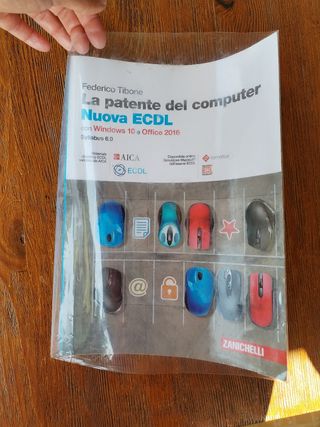 Federico Tibone
La patente del computer
Nuova ECDL
con Windows 10 e Office 2016
Syllabus 6.0
AICA
ECDL
@
ZANICHELLI